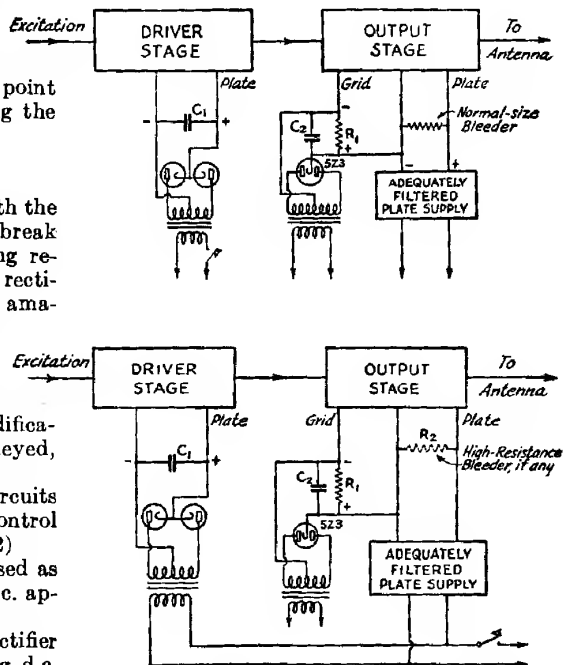 point
g the
th the
break
ng re-
recti-
ama-
difica-
eyed,
ircuits
ontrol
2)
sed as
c. ap-
ctifier
g d.c.
Excitation
DRIVER
STAGE
OUTPUT
STAGE
To
Antenna
Plate
Grid
Plate
- C1 +
-
C2
R1
+
5Z3
Normal-size
Bleeder
- +
ADEQUATELY
FILTERED
PLATE SUPPLY
Excitation
DRIVER
STAGE
OUTPUT
STAGE
To
Antenna
Plate
Grid
Plate
- C1 +
-
C2
R1
+
5Z3
R2
High-Resistance
Bleeder, if any
ADEQUATELY
FILTERED
PLATE SUPPLY